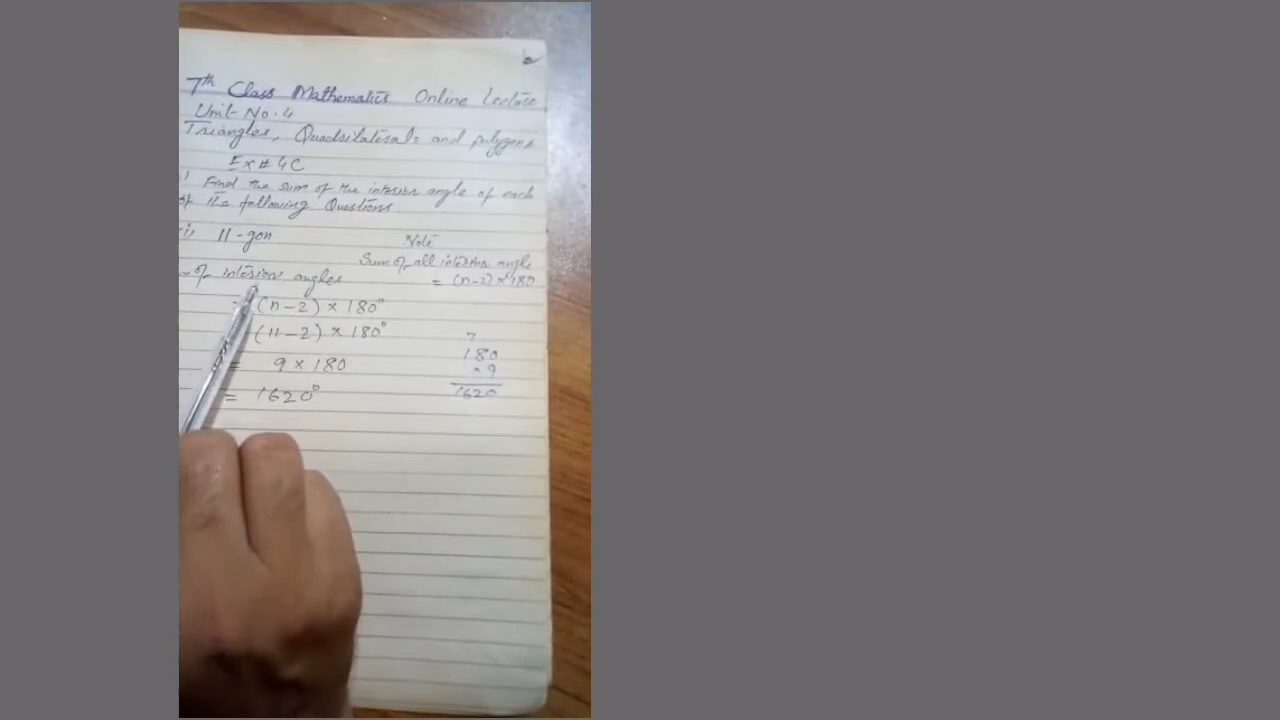 7th Class Mathematics Online Lecture
Unit No. 4
Triangles, Quadrilaterals and polygons
Ex # 4C
Find the sum of the interior angle of each
of the following Questions
i) 11-gon
Note
Sum of all interior angle
= (n-2) × 180
of interior angles
= (n-2) × 180°
(11-2) × 180°
= 9 × 180
= 1620°
7
180
×9
1620